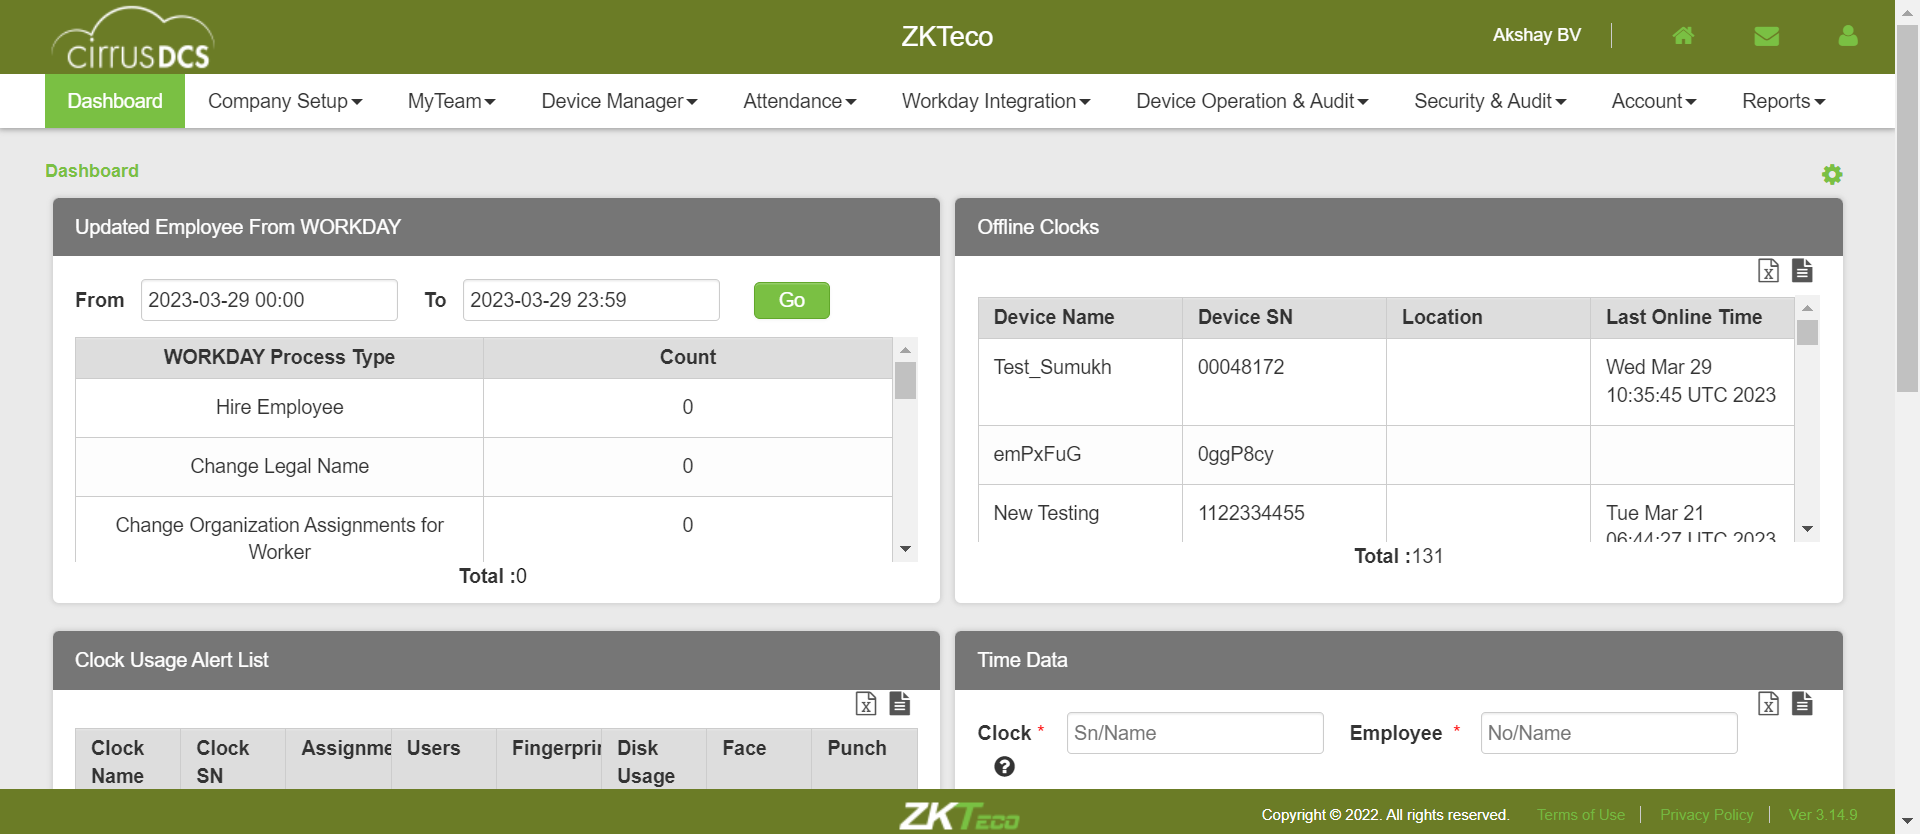 cirrusDCS
ZKTeco
Akshay BV
Dashboard Company Setup MyTeam Device Manager Attendance Workday Integration Device Operation & Audit Security & Audit Account Reports
Dashboard
Updated Employee From WORKDAY
From 2023-03-29 00:00 To 2023-03-29 23:59 Go
WORKDAY Process Type Count
Hire Employee 0
Change Legal Name 0
Change Organization Assignments for 0
Worker
Total :0
Offline Clocks
Device Name Device SN Location Last Online Time
Test_Sumukh 00048172 Wed Mar 29
10:35:45 UTC 2023
emPxFuG 0ggP8cy
New Testing 1122334455 Tue Mar 21
06:44:27 UTC 2023
Total :131
Clock Usage Alert List
Clock Clock Assignme Users Fingerprin Disk Face Punch
Name SN Usage
Time Data
Clock * Sn/Name Employee * No/Name
ZKTeco
Copyright © 2022. All rights reserved. Terms of Use Privacy Policy Ver 3.14.9